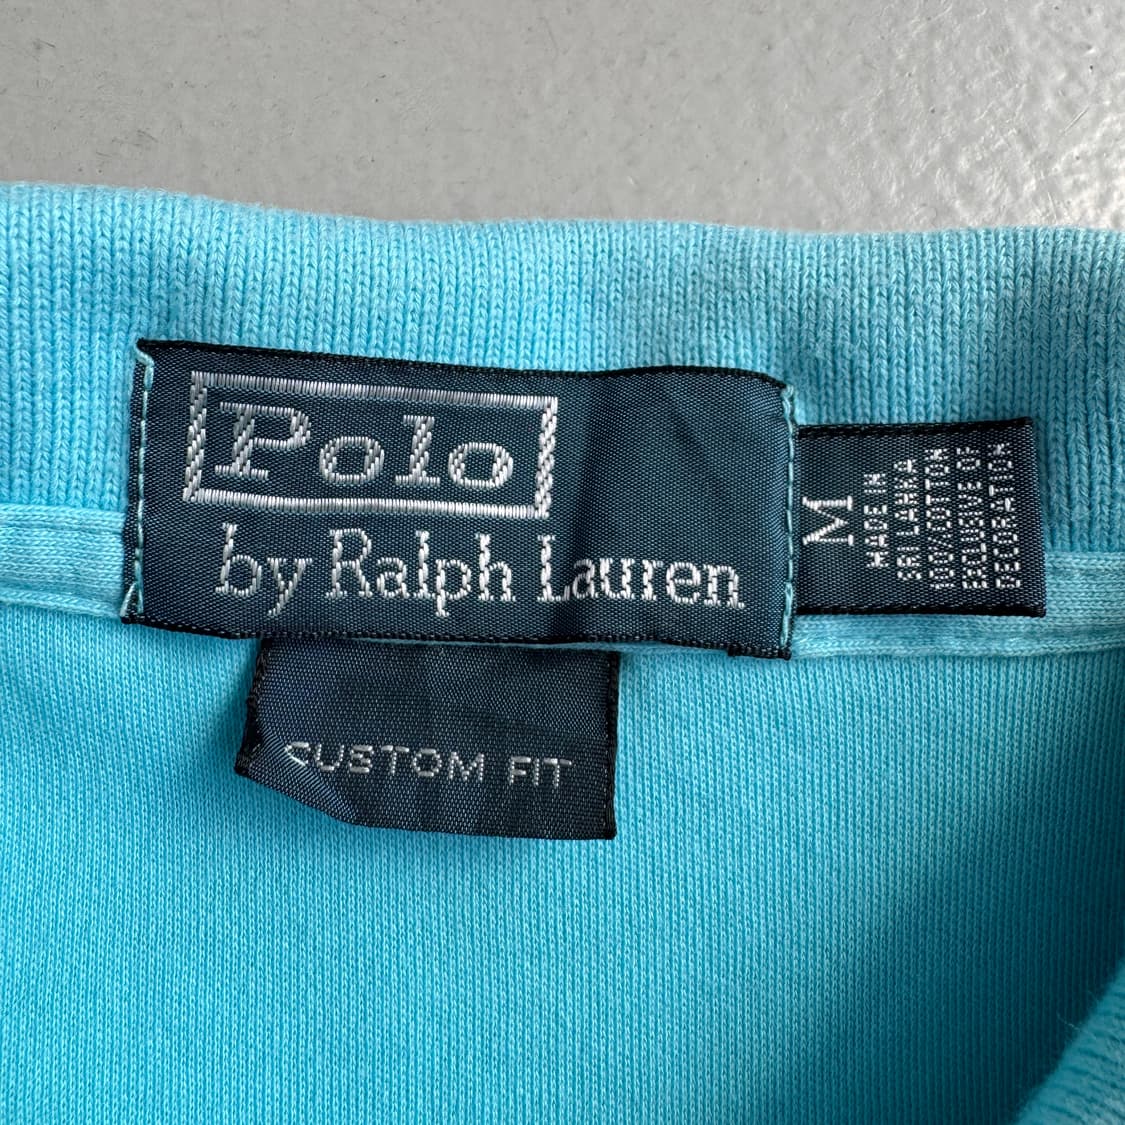 Polo
by Ralph Lauren
M
MADE IN
SRI LANKA
100%COTTON
EXCLUSIVE OF
DECORATION
CUSTOM FIT